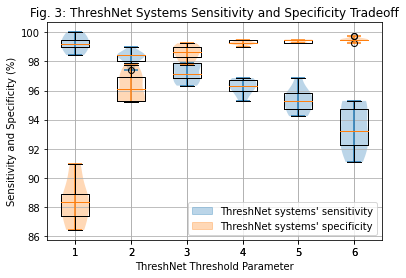 Fig. 3: ThreshNet Systems Sensitivity and Specificity Tradeoff
Sensitivity and Specificity (%)
100
98
96
94
92
90
88
86
ThreshNet systems' sensitivity
ThreshNet systems' specificity
1 2 3 4 5 6
ThreshNet Threshold Parameter